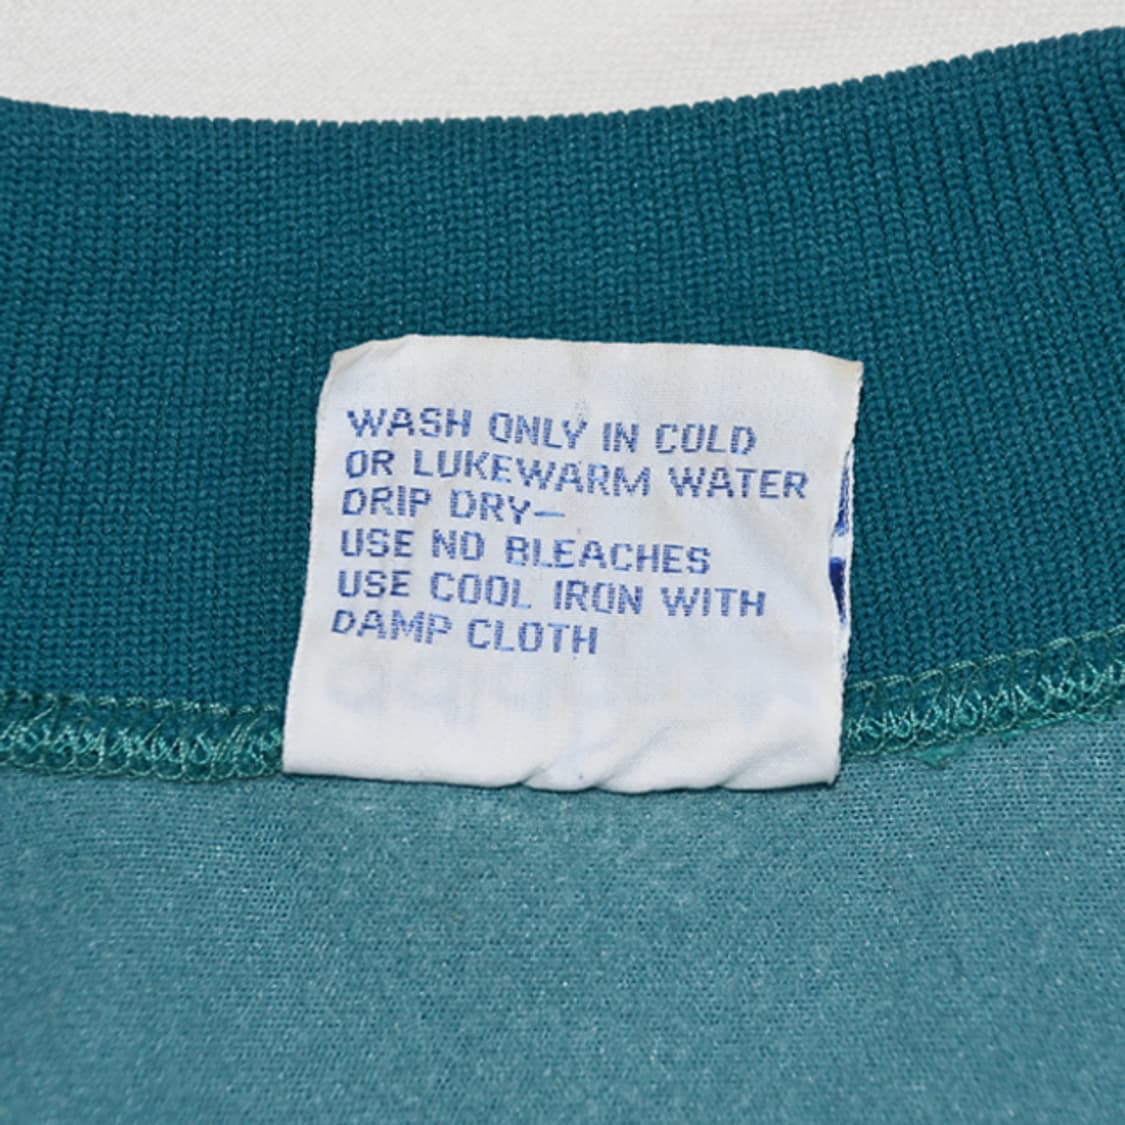 WASH ONLY IN COLD
OR LUKEWARM WATER
DRIP DRY—
USE NO BLEACHES
USE COOL IRON WITH
DAMP CLOTH